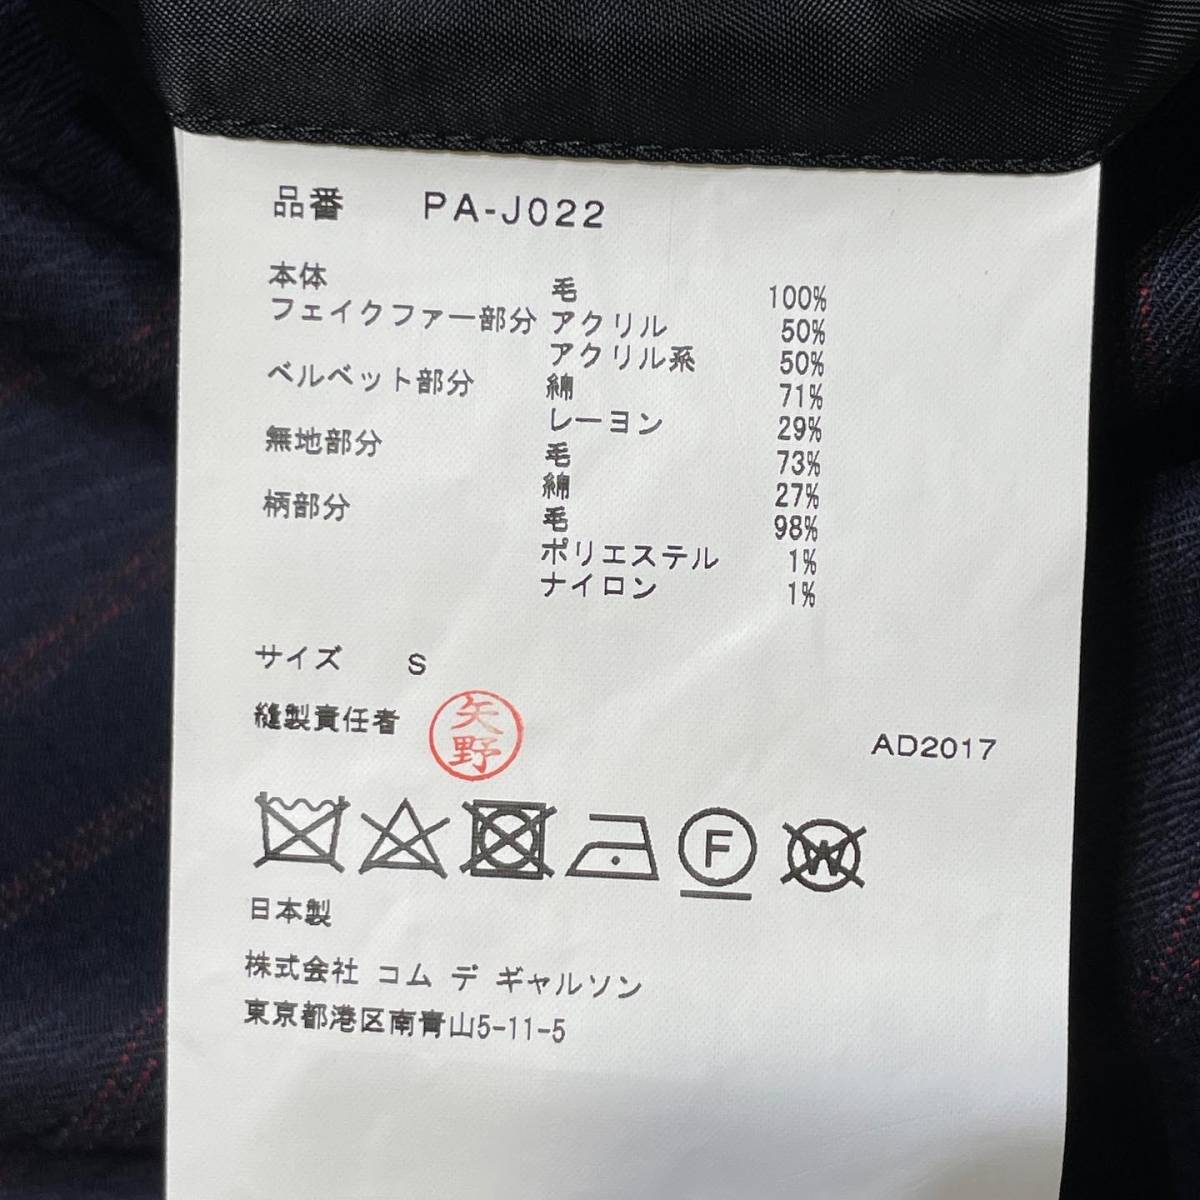 品番 PA-J022
本体 毛 100%
フェイクファー部分 アクリル 50%
アクリル系 50%
ベルベット部分 綿 71%
レーヨン 29%
無地部分 毛 73%
綿 27%
柄部分 毛 98%
ポリエステル 1%
ナイロン 1%
サイズ S
縫製責任者 矢野
AD2017
F W
日本製
株式会社 コム デ ギャルソン
東京都港区南青山5-11-5